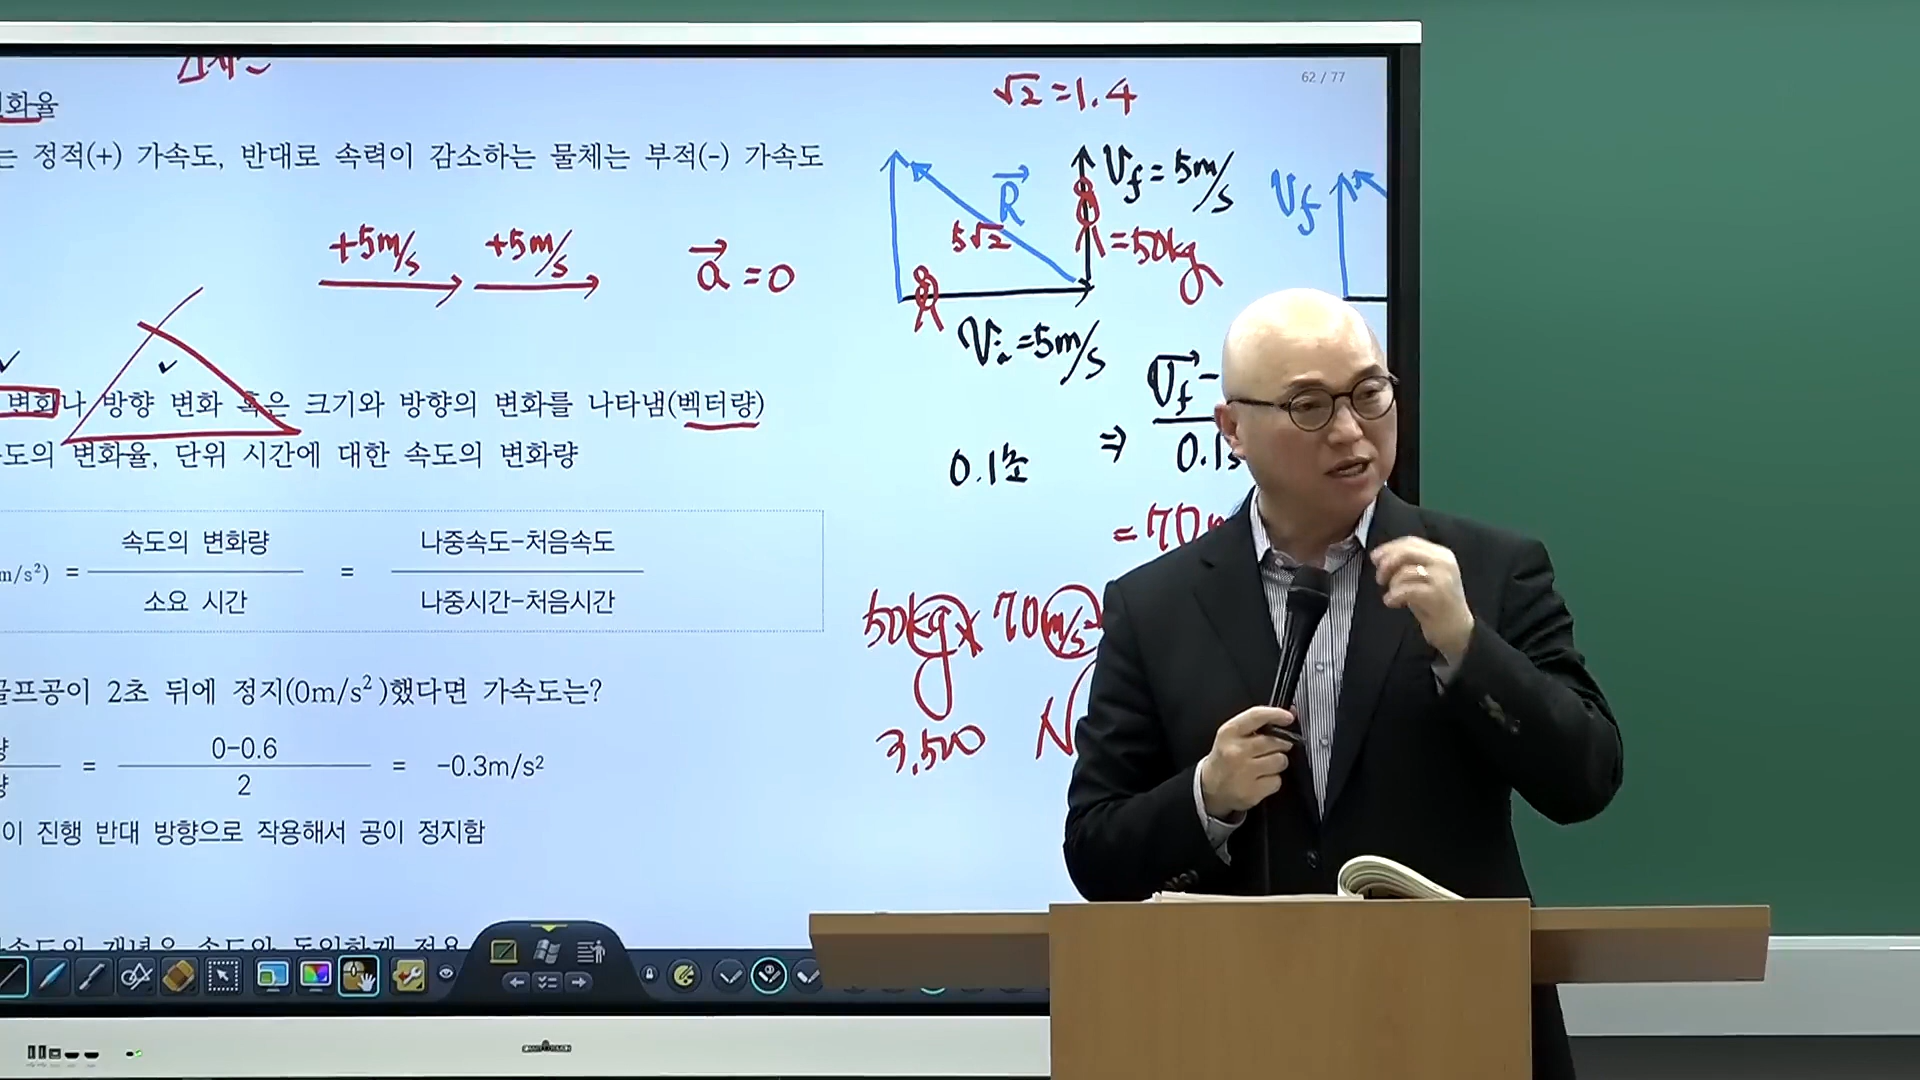 변화율
는 정적(+) 가속도, 반대로 속력이 감소하는 물체는 부적(-) 가속도
+5m/s +5m/s a⃗ = 0
변화나 방향 변화 혹은 크기와 방향의 변화를 나타냄(벡터량)
속도의 변화율, 단위 시간에 대한 속도의 변화량
m/s²) = 속도의 변화량 / 소요 시간 = 나중속도-처음속도 / 나중시간-처음시간
골프공이 2초 뒤에 정지(0m/s²)했다면 가속도는?
량 / 량 = 0-0.6 / 2 = -0.3m/s²
이 진행 반대 방향으로 작용해서 공이 정지함
62 / 77
√2 = 1.4
R⃗
5√2
Vf = 5m/s
= 50kg
Vi = 5m/s
Vf
0.1초 ⇒ Vf⃗ - / 0.1s
= 70
50kg x 70m/s²
3,500 N